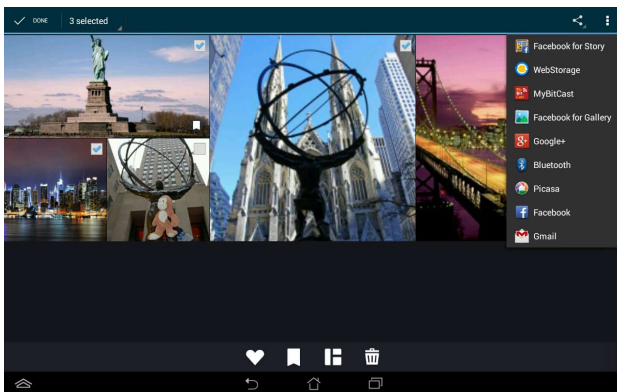 DONE
3 selected
Facebook for Story
WebStorage
MyBitCast
Facebook for Gallery
Google+
Bluetooth
Picasa
Facebook
Gmail